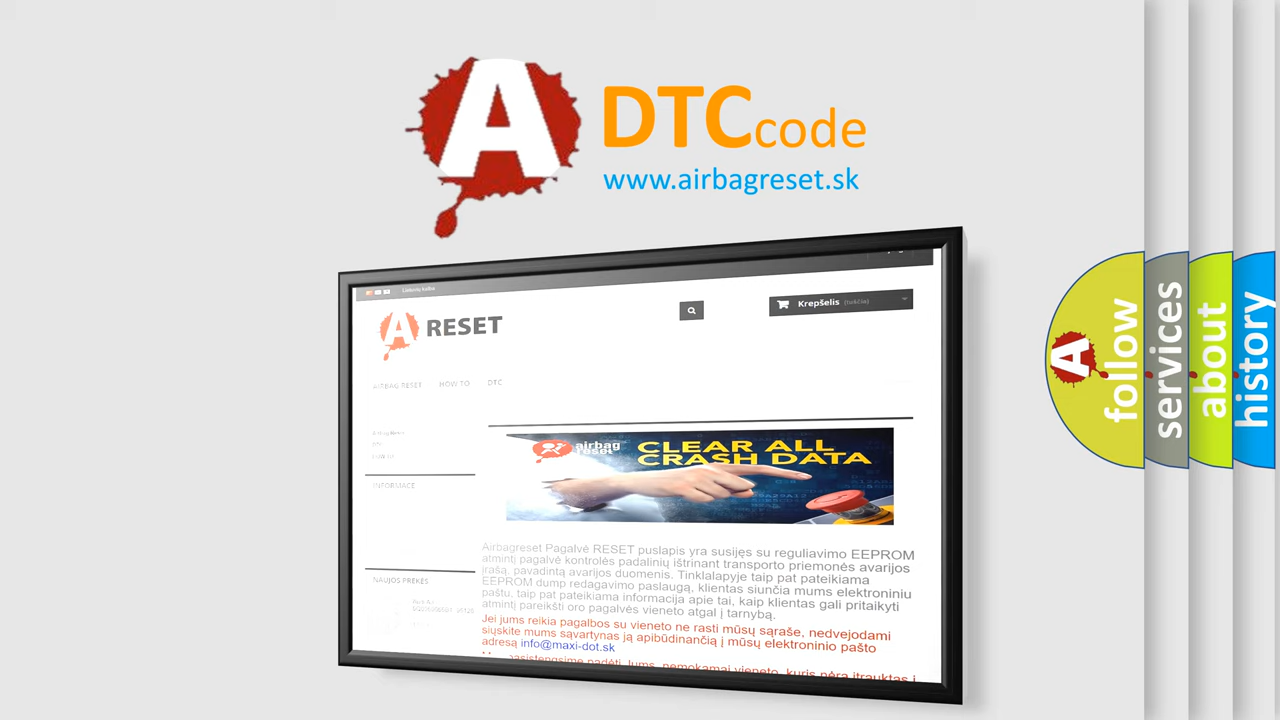 A DTCcode
www.airbagreset.sk
Lietuvių kalba
A RESET
Krepšelis (tuščia)
AIRBAG RESET HOW TO DTC
INFORMACE
airbag
reset
CLEAR ALL
CRASH DATA
Airbagreset Pagalvė RESET puslapis yra susijęs su reguliavimo EEPROM
atmintį pagalvė kontrolės padalinių ištrinant transporto priemonės avarijos
įrašą, pavadintą avarijos duomenis. Tinklalapyje taip pat pateikiama
EEPROM dump redagavimo paslaugą, klientas siunčia mums elektroniniu
paštu, taip pat pateikiama informacija apie tai, kaip klientas gali pritaikyti
atmintį pareikšti oro pagalvės vieneto atgal į tarnybą.
NAUJOS PREKĖS
Jei jums reikia pagalbos su vieneto ne rasti mūsų sąraše, nedvejodami
siųskite mums sąvartynas ją apibūdinančią į mūsų elektroninio pašto
adresą info@maxi-dot.sk
A follow
services
about
history